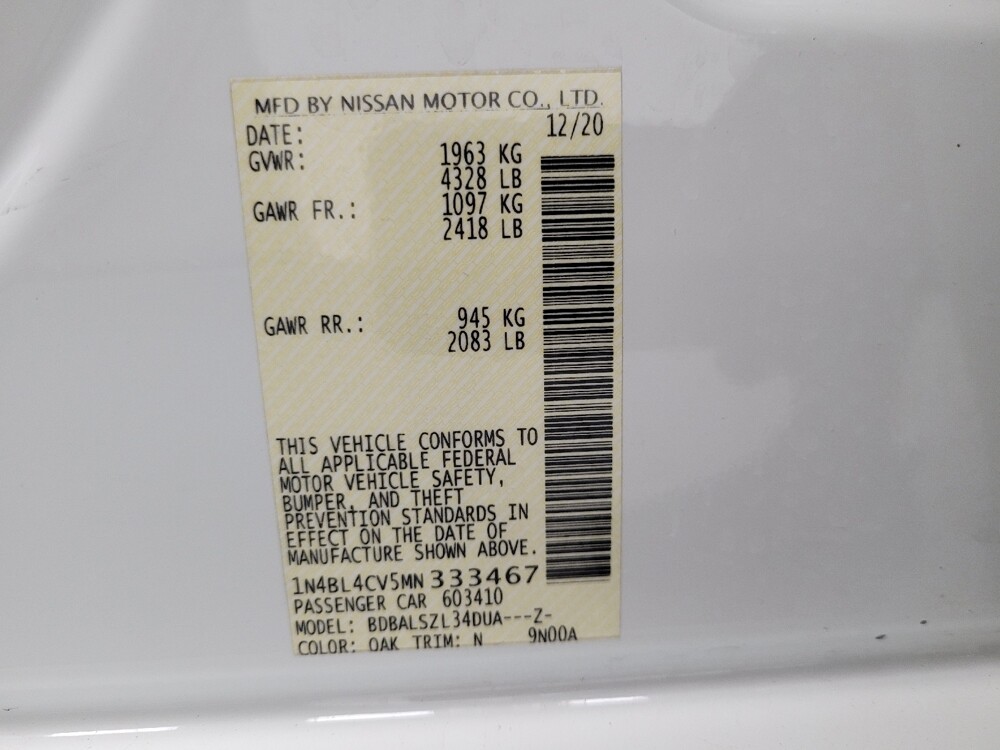 MFD BY NISSAN MOTOR CO., LTD.
DATE: 12/20
GVWR: 1963 KG
4328 LB
GAWR FR.: 1097 KG
2418 LB
GAWR RR.: 945 KG
2083 LB
THIS VEHICLE CONFORMS TO
ALL APPLICABLE FEDERAL
MOTOR VEHICLE SAFETY,
BUMPER, AND THEFT
PREVENTION STANDARDS IN
EFFECT ON THE DATE OF
MANUFACTURE SHOWN ABOVE.
1N4BL4CV5MN333467
PASSENGER CAR 603410
MODEL: BDBALSZL34DUA---Z-
COLOR: QAK TRIM: N 9N00A